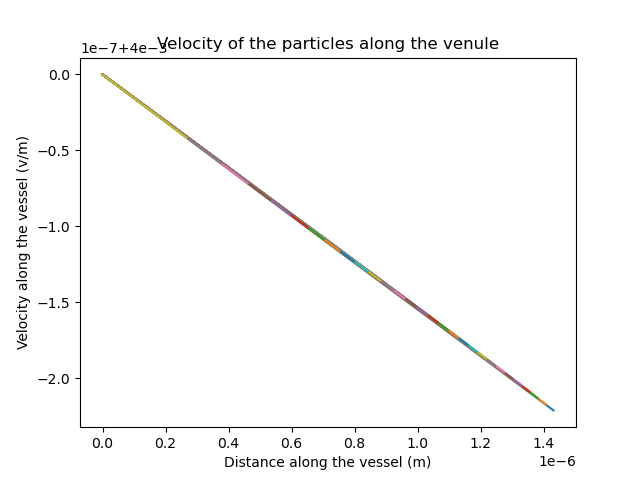 Velocity of the particles along the venule
1e−7+4e−3
0.0
−0.5
−1.0
−1.5
−2.0
Velocity along the vessel (v/m)
0.0 0.2 0.4 0.6 0.8 1.0 1.2 1.4
1e−6
Distance along the vessel (m)